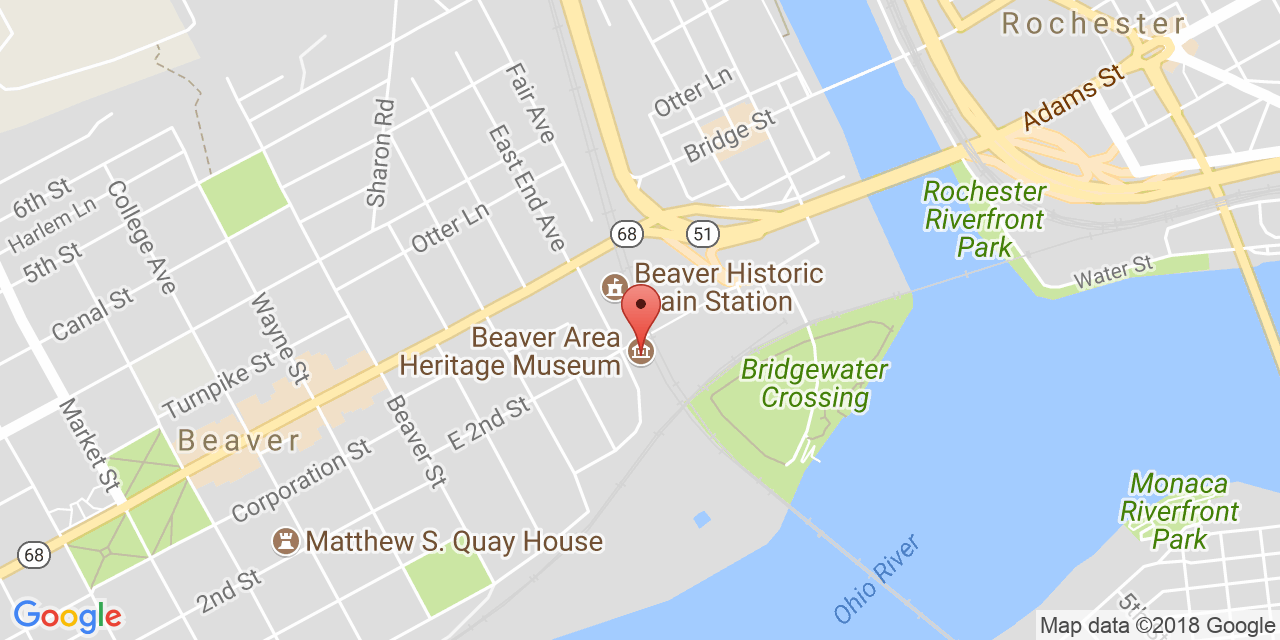 Rochester
Adams St
Fair Ave
Otter Ln
Bridge St
Sharon Rd
East End Ave
6th St
Harlem Ln
5th St
College Ave
Otter Ln
Rochester
Riverfront
Park
68
51
Water St
Beaver Historic
ain Station
Canal St
Wayne St
Beaver Area
Heritage Museum
Bridgewater
Crossing
Turnpike St
Market St
Beaver
Beaver St
E 2nd St
Corporation St
Monaca
Riverfront
Park
Matthew S. Quay House
68
2nd St
Ohio River
Google
Map data ©2018 Google